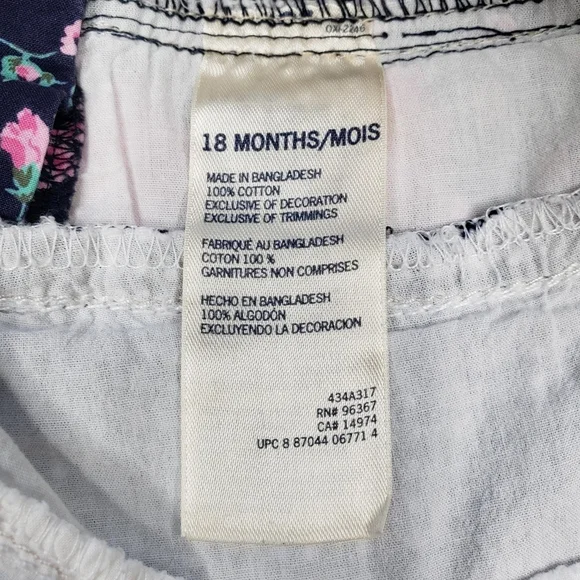 18 MONTHS/MOIS
MADE IN BANGLADESH
100% COTTON
EXCLUSIVE OF DECORATION
EXCLUSIVE OF TRIMMINGS
FABRIQUÉ AU BANGLADESH
COTON 100 %
GARNITURES NON COMPRISES
HECHO EN BANGLADESH
100% ALGODÓN
EXCLUYENDO LA DECORACION
434A317
RN# 96367
CA# 14974
UPC 8 87044 06771 4